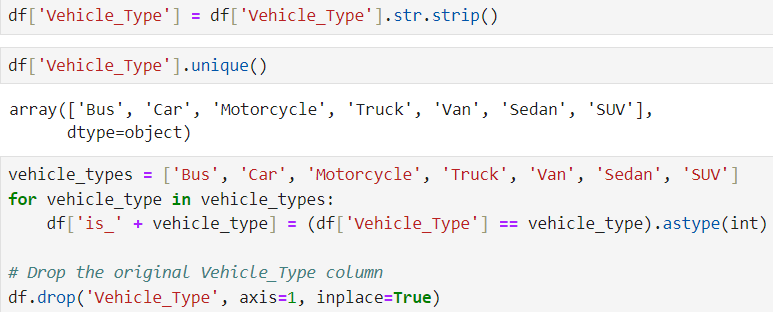 df['Vehicle_Type'] = df['Vehicle_Type'].str.strip()
df['Vehicle_Type'].unique()
array(['Bus', 'Car', 'Motorcycle', 'Truck', 'Van', 'Sedan', 'SUV'],
      dtype=object)
vehicle_types = ['Bus', 'Car', 'Motorcycle', 'Truck', 'Van', 'Sedan', 'SUV']
for vehicle_type in vehicle_types:
    df['is_' + vehicle_type] = (df['Vehicle_Type'] == vehicle_type).astype(int)
# Drop the original Vehicle_Type column
df.drop('Vehicle_Type', axis=1, inplace=True)